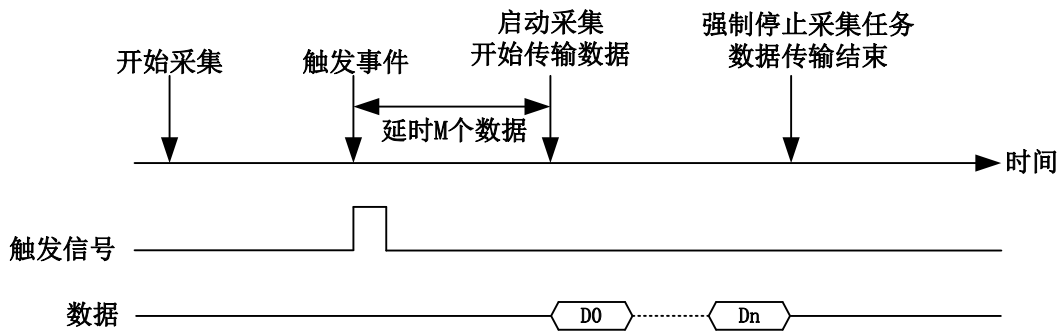 启动采集
强制停止采集任务
开始采集
触发事件
开始传输数据
数据传输结束
延时M个数据
时间
触发信号
数据
D0
Dn